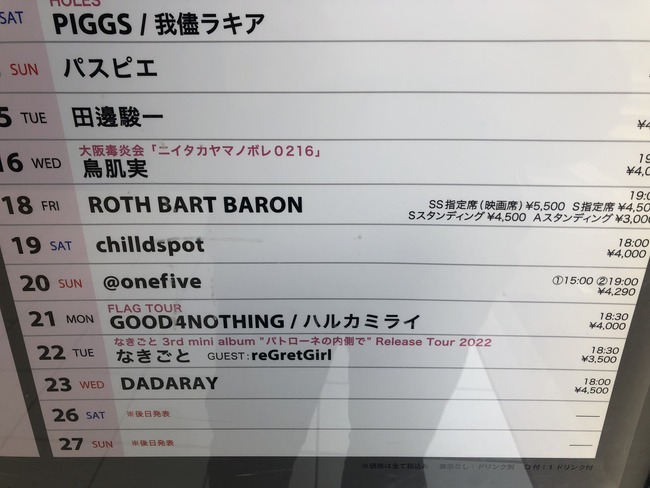 HOLES
SAT PIGGS / 我儘ラキア
SUN パスピエ
5 TUE 田邊駿一
大阪毒炎会「ニイタカヤマノボレ0216」
16 WED 鳥肌実
18 FRI ROTH BART BARON
SS指定席(映画席)¥5,500 S指定席¥4,500
Sスタンディング¥4,500 Aスタンディング¥3,000
19 SAT chilldspot 18:00
¥4,000
20 SUN @onefive ①15:00 ②19:00
¥4,290
FLAG TOUR
21 MON GOOD4NOTHING / ハルカミライ 18:30
¥4,000
なきごと 3rd mini album "パトローネの内側で" Release Tour 2022
22 TUE なきごと GUEST:reGretGirl 18:30
¥3,500
23 WED DADARAY 18:00
¥4,500
26 SAT ※後日発表
27 SUN ※後日発表